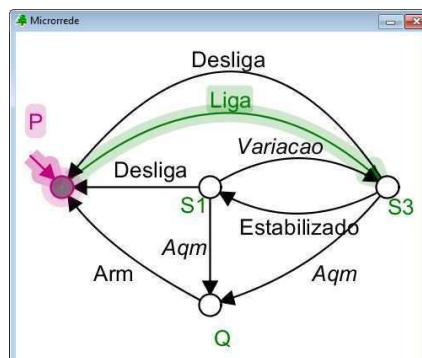 Microrrede
Desliga
Liga
P
Variacao
Desliga
S1
S3
Estabilizado
Aqm
Arm
Aqm
Q